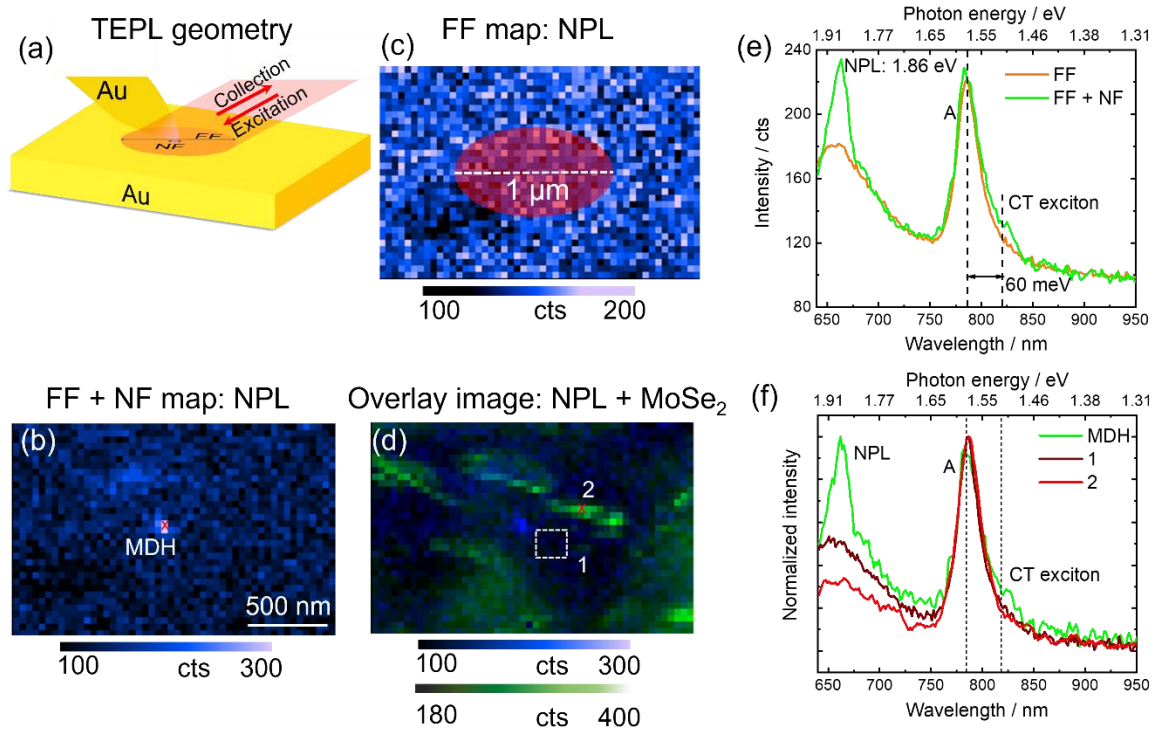 (a)
TEPL geometry
Au
Collection
Excitation
FF
NF
Au
(c)
FF map: NPL
1 μm
100 cts 200
FF + NF map: NPL
(b)
MDH
500 nm
100 cts 300
Overlay image: NPL + MoSe₂
(d)
2
1
100 cts 300
180 cts 400
(e)
Photon energy / eV
1.91 1.77 1.65 1.55 1.46 1.38 1.31
240
200
160
120
80
Intensity / cts
NPL: 1.86 eV
FF
FF + NF
A
CT exciton
60 meV
650 700 750 800 850 900 950
Wavelength / nm
(f)
Photon energy / eV
1.91 1.77 1.65 1.55 1.46 1.38 1.31
Normalized intensity
NPL
A
MDH
1
2
CT exciton
650 700 750 800 850 900 950
Wavelength / nm